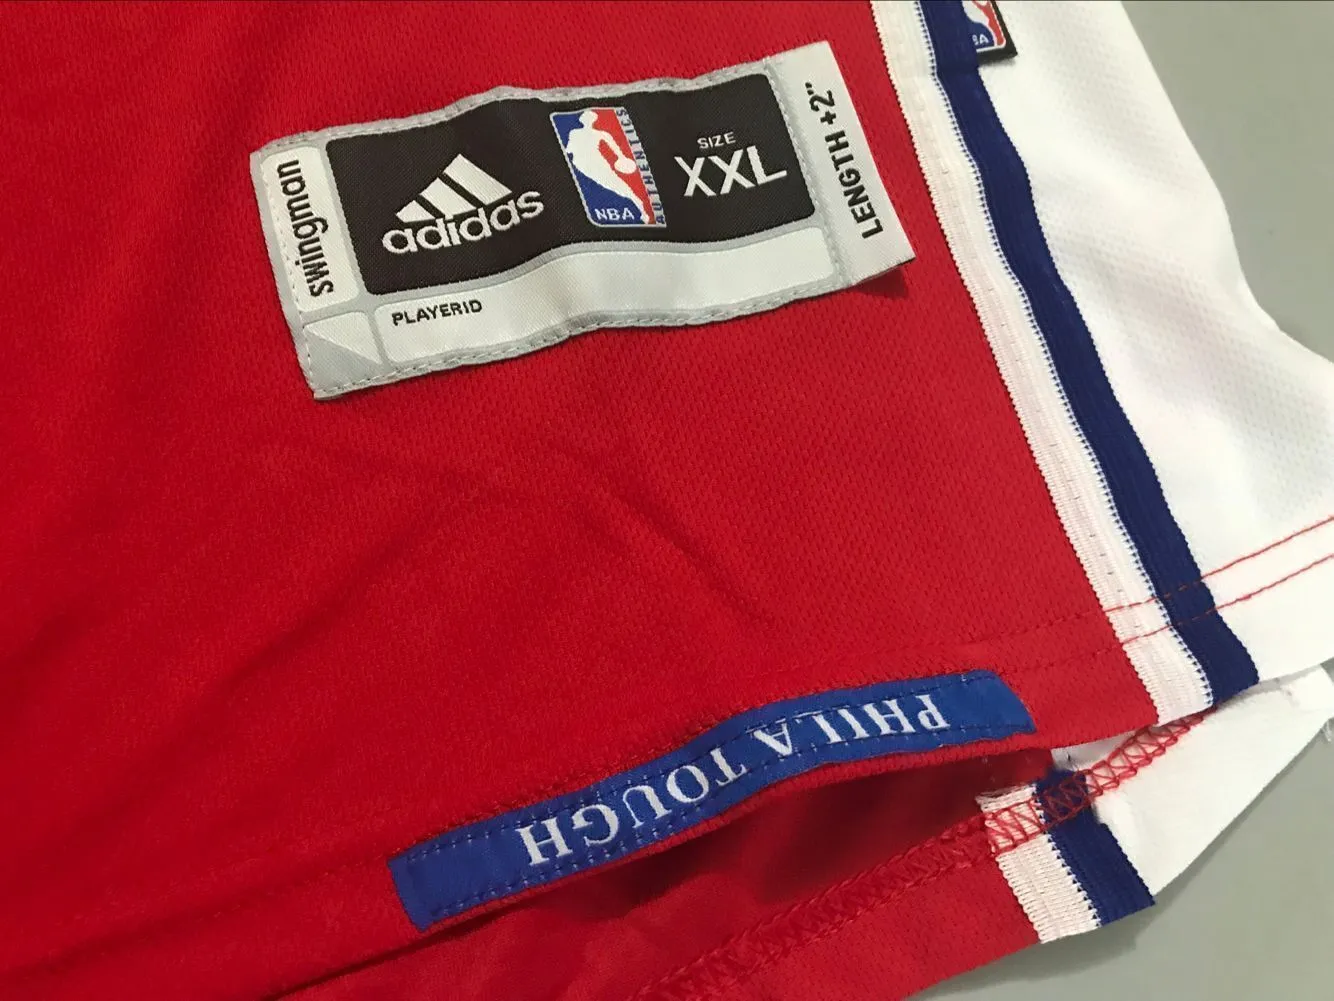 swingman
adidas
NBA
AUTHENTICS
SIZE
XXL
LENGTH +2"
PLAYERID
PHILA TOUGH